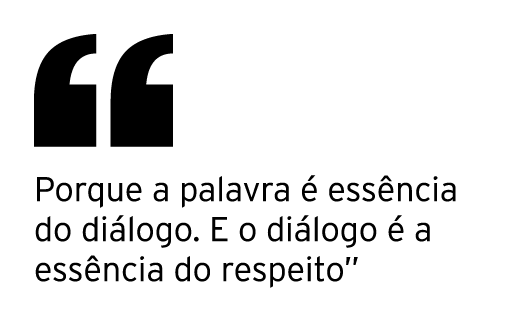 “
Porque a palavra é essência
do diálogo. E o diálogo é a
essência do respeito”